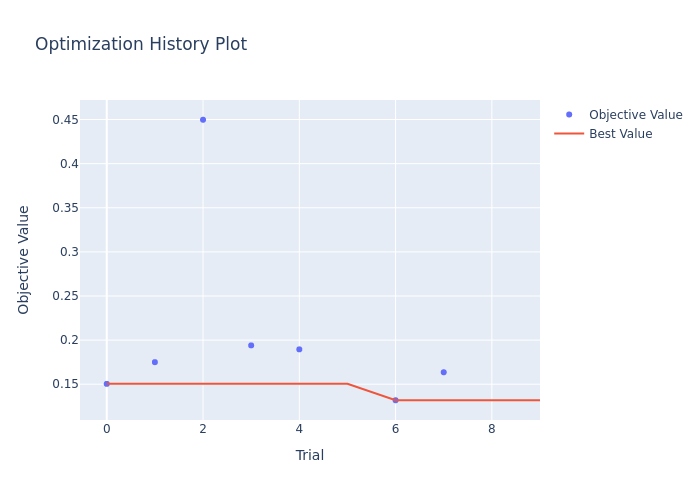 Optimization History Plot
Objective Value
Best Value
0.45
0.4
0.35
0.3
0.25
0.2
0.15
Objective Value
0
2
4
6
8
Trial